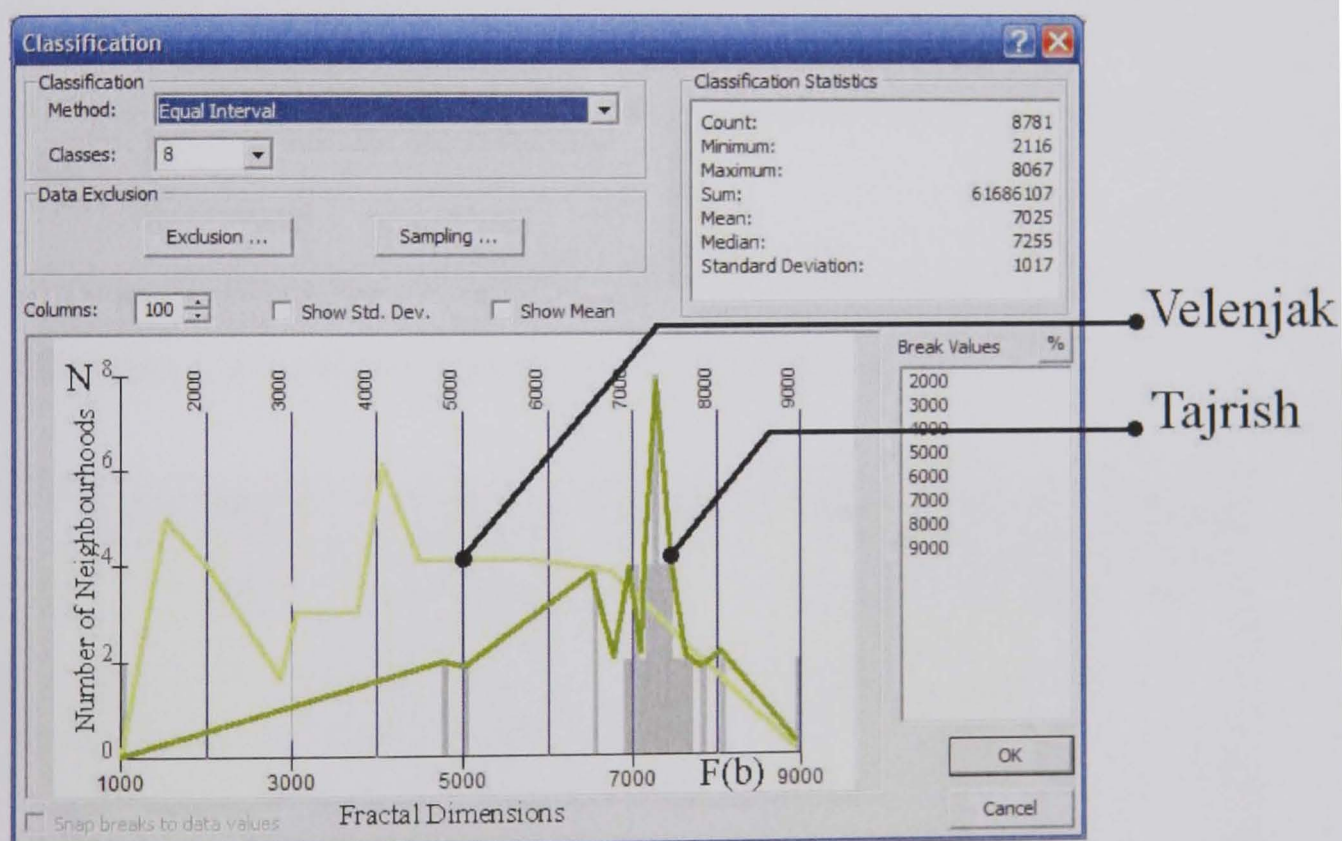 Classification
Classification
Method: Equal Interval
Classes: 8
Data Exclusion
Exclusion ...
Sampling ...
Classification Statistics
Count: 8781
Minimum: 2116
Maximum: 8067
Sum: 61686107
Mean: 7025
Median: 7255
Standard Deviation: 1017
Columns: 100
Show Std. Dev.
Show Mean
Velenjak
Tajrish
Break Values %
2000
3000
4000
5000
6000
7000
8000
9000
N
Number of Neighbourhoods
8
6
4
2
0
2000 3000 4000 5000 6000 7000 8000 9000
1000 3000 5000 7000 F(b) 9000
Fractal Dimensions
Snap breaks to data values
OK
Cancel